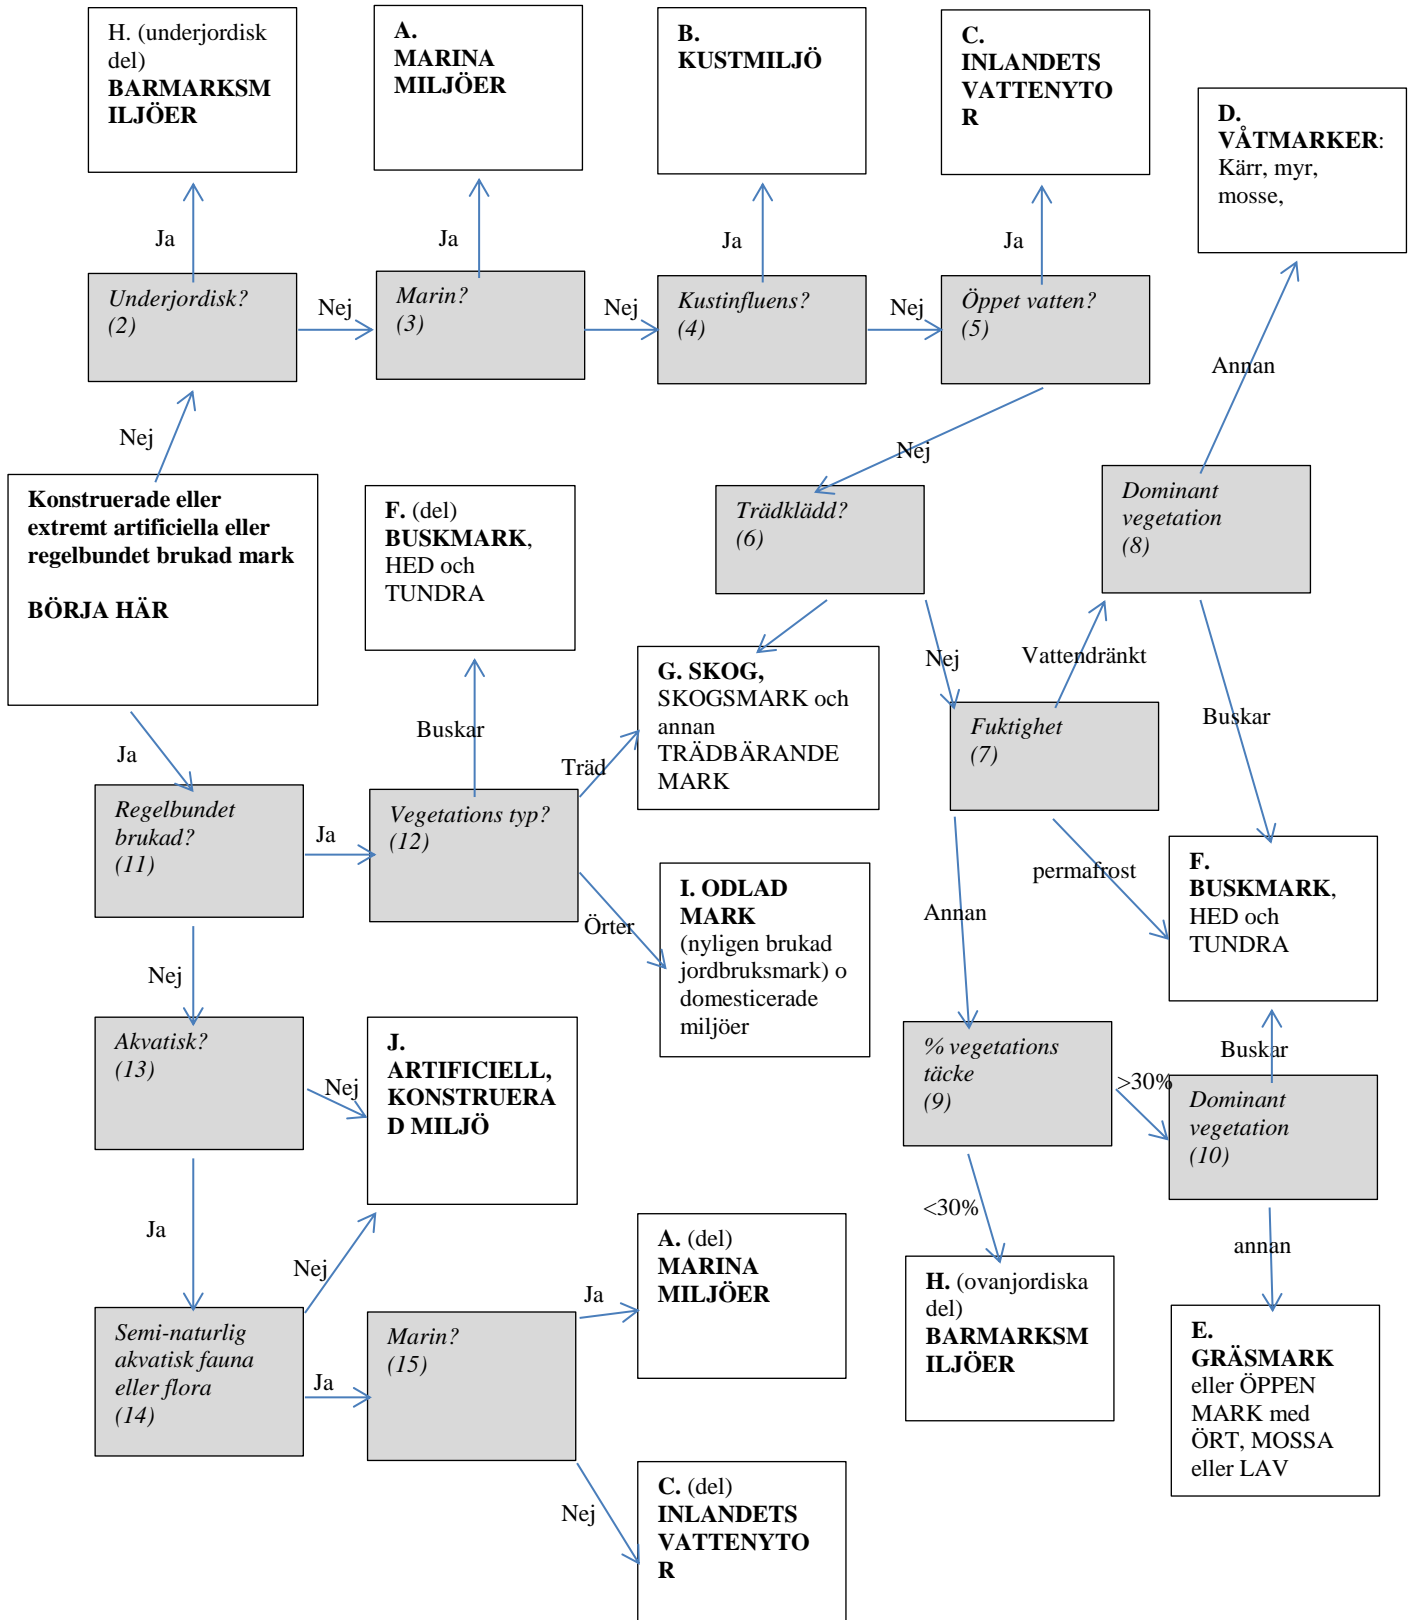 H. (underjordisk
del)
BARMARKSM
ILJÖER
A.
MARINA
MILJÖER
B.
KUSTMILJÖ
C.
INLANDETS
VATTENYTO
R
D.
VÅTMARKER:
Kärr, myr,
mosse,
Ja
Ja
Ja
Ja
Underjordisk?
(2)
Nej
Marin?
(3)
Nej
Kustinfluens?
(4)
Nej
Öppet vatten?
(5)
Annan
Nej
Nej
Konstruerade eller
extremt artificiella eller
regelbundet brukad mark
BÖRJA HÄR
F. (del)
BUSKMARK,
HED och
TUNDRA
Trädklädd?
(6)
Dominant
vegetation
(8)
G. SKOG,
SKOGSMARK och
annan
TRÄDBÄRANDE
MARK
Nej
Vattendränkt
Buskar
Fuktighet
(7)
Ja
Buskar
Träd
Regelbundet
brukad?
(11)
Ja
Vegetations typ?
(12)
Örter
I. ODLAD
MARK
(nyligen brukad
jordbruksmark) o
domesticerade
miljöer
Annan
permafrost
F.
BUSKMARK,
HED och
TUNDRA
Nej
Akvatisk?
(13)
Nej
J.
ARTIFICIELL,
KONSTRUERA
D MILJÖ
% vegetations
täcke
(9)
>30%
Buskar
Dominant
vegetation
(10)
Ja
Nej
<30%
annan
Semi-naturlig
akvatisk fauna
eller flora
(14)
Ja
Marin?
(15)
Ja
A. (del)
MARINA
MILJÖER
H. (ovanjordiska
del)
BARMARKSM
ILJÖER
E.
GRÄSMARK
eller ÖPPEN
MARK med
ÖRT, MOSSA
eller LAV
Nej
C. (del)
INLANDETS
VATTENYTO
R